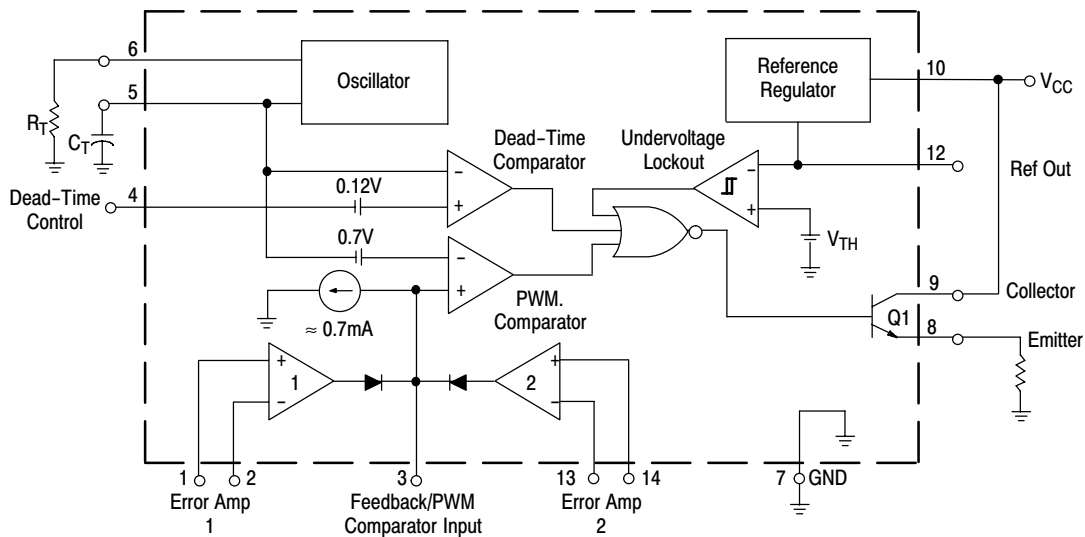 6
5
R_T
C_T
Oscillator
Reference
Regulator
10
V_CC
Dead-Time
Comparator
Undervoltage
Lockout
12
Ref Out
Dead-Time
Control
4
0.12V
-
+
-
+
V_TH
0.7V
-
+
≈ 0.7mA
PWM.
Comparator
9
Collector
Q1
8
Emitter
+
1
-
2
+
-
1
2
3
13
14
7
GND
Error Amp
1
Feedback/PWM
Comparator Input
Error Amp
2